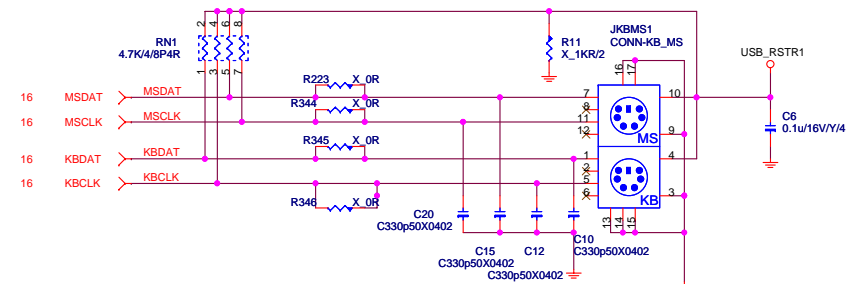 JKBMS1
CONN-KB_MS
RN1
4.7K/4/8P4R
2
4
6
8
1
3
5
7
R11
X_1KR/2
USB_RSTR1
16
17
16 MSDAT MSDAT
R223 X_0R
7
10
8
R344 X_0R
16 MSCLK MSCLK
11
12
MS
9
C6
0.1u/16V/Y/4
R345 X_0R
16 KBDAT KBDAT
1
4
2
16 KBCLK KBCLK
5
6
KB
3
R346 X_0R
13
14
15
C20
C330p50X0402
C15
C330p50X0402
C12
C330p50X0402
C10
C330p50X0402